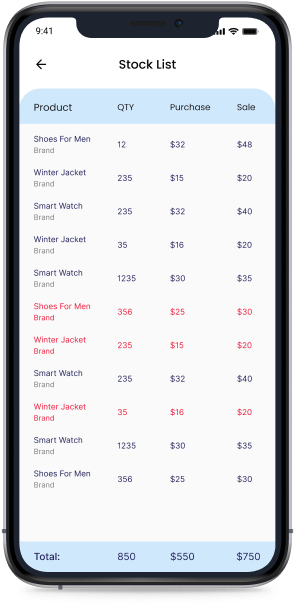 9:41
Stock List
Product QTY Purchase Sale
Shoes For Men 12 $32 $48
Brand
Winter Jacket 235 $15 $20
Brand
Smart Watch 235 $32 $40
Brand
Winter Jacket 35 $16 $20
Brand
Smart Watch 1235 $30 $35
Brand
Shoes For Men 356 $25 $30
Brand
Winter Jacket 235 $15 $20
Brand
Smart Watch 235 $32 $40
Brand
Winter Jacket 35 $16 $20
Brand
Smart Watch 1235 $30 $35
Brand
Shoes For Men 356 $25 $30
Brand
Total: 850 $550 $750